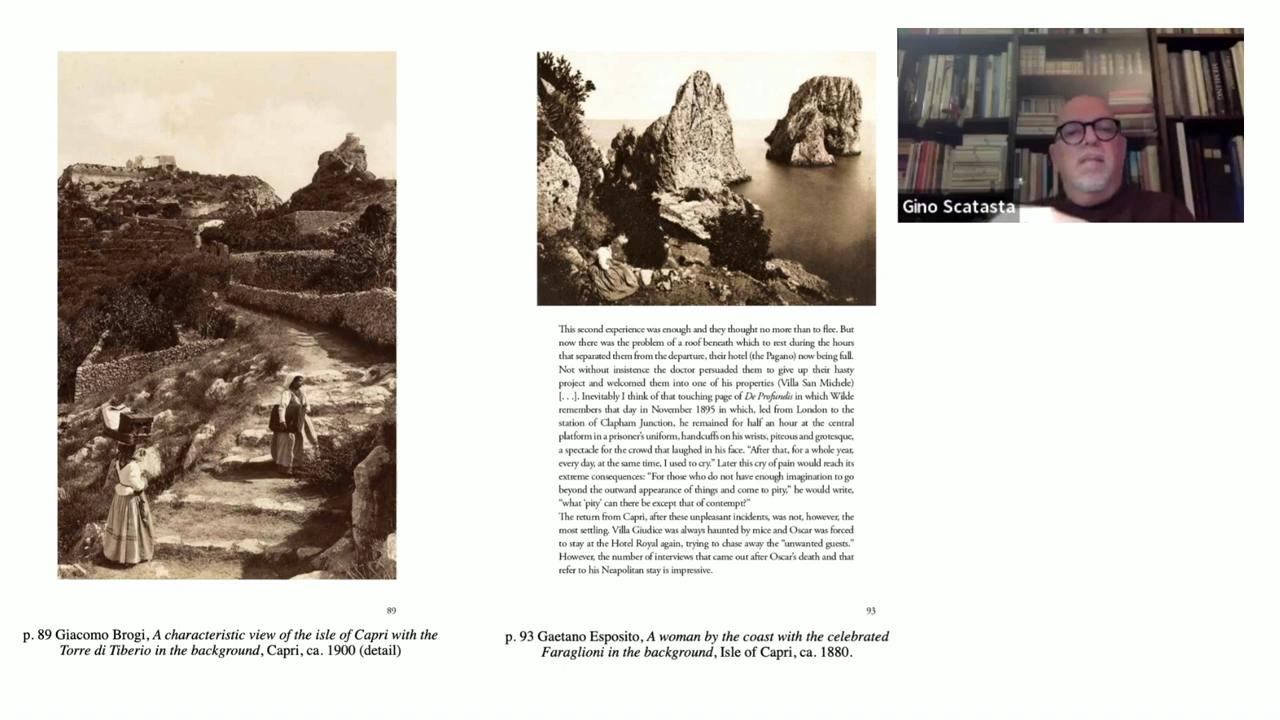 Gino Scatasta
This second experience was enough and they thought no more than to flee. But
now there was the problem of a roof beneath which to rest during the hours
that separated them from the departure, their hotel (the Pagano) now being full.
Not without insistence the doctor persuaded them to give up their hasty
project and welcomed them into one of his properties (Villa San Michele)
[. . .]. Inevitably I think of that touching page of De Profundis in which Wilde
remembers that day in November 1895 in which, led from London to the
station of Clapham Junction, he remained for half an hour at the central
platform in a prisoner's uniform, handcuffs on his wrists, piteous and grotesque,
a spectacle for the crowd that laughed in his face. “After that, for a whole year,
every day, at the same time, I used to cry.” Later this cry of pain would reach its
extreme consequences: “For those who do not have enough imagination to go
beyond the outward appearance of things and come to pity,” he would write,
“what ‘pity’ can there be except that of contempt?”
The return from Capri, after these unpleasant incidents, was not, however, the
most settling. Villa Giudice was always haunted by mice and Oscar was forced
to stay at the Hotel Royal again, trying to chase away the “unwanted guests.”
However, the number of interviews that came out after Oscar's death and that
refer to his Neapolitan stay is impressive.
89
93
p. 89 Giacomo Brogi, A characteristic view of the isle of Capri with the
Torre di Tiberio in the background, Capri, ca. 1900 (detail)
p. 93 Gaetano Esposito, A woman by the coast with the celebrated
Faraglioni in the background, Isle of Capri, ca. 1880.